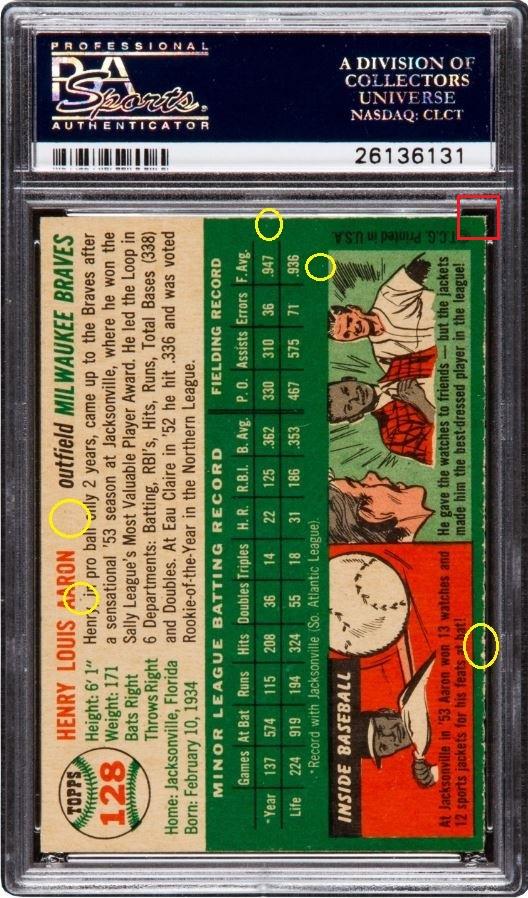 PROFESSIONAL
PSA
Sports
AUTHENTICATOR
A DIVISION OF
COLLECTORS
UNIVERSE
NASDAQ: CLCT
26136131
TOPPS
128
HENRY LOUIS AARON outfield MILWAUKEE BRAVES
Height: 6' 1"
Weight: 171
Bats Right
Throws Right
Home: Jacksonville, Florida
Born: February 10, 1934
Henry pro ball only 2 years, came up to the Braves after
a sensational '53 season at Jacksonville, where he won the
Sally League's Most Valuable Player Award. He led the Loop in
6 Departments: Batting, RBI's, Hits, Runs, Total Bases (338)
and Doubles. At Eau Claire in '52 he hit .336 and was voted
Rookie-of-the-Year in the Northern League.
MINOR LEAGUE BATTING RECORD FIELDING RECORD
Games At Bat Runs Hits Doubles Triples H.R. R.B.I. B. Avg. P.O. Assists Errors F. Avg.
*Year 137 574 115 208 36 14 22 125 .362 330 310 36 .947
Life 224 919 194 324 55 18 31 186 .353 467 575 71 .936
*Record with Jacksonville (So. Atlantic League).
INSIDE BASEBALL
At Jacksonville in '53 Aaron won 13 watches and
12 sports jackets for his feats at bat!
He gave the watches to friends — but the jackets
made him the best-dressed player in the league!
T.C.G. Printed in U.S.A.